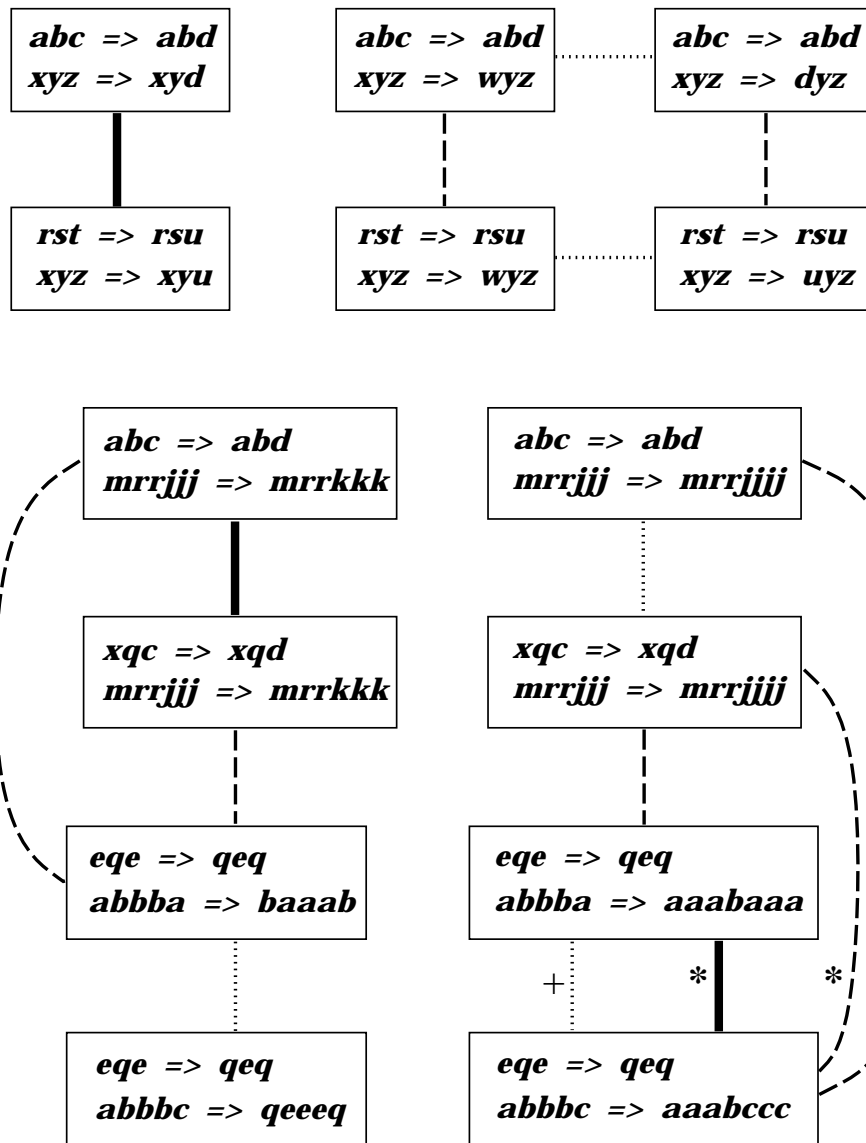 abc => abd
xyz => xyd
abc => abd
xyz => wyz
abc => abd
xyz => dyz
rst => rsu
xyz => xyu
rst => rsu
xyz => wyz
rst => rsu
xyz => uyz
abc => abd
mrrjjj => mrrkkk
abc => abd
mrrjjj => mrrjjjj
xqc => xqd
mrrjjj => mrrkkk
xqc => xqd
mrrjjj => mrrjjjj
eqe => qeq
abbba => baaab
eqe => qeq
abbba => aaabaaa
+ * *
eqe => qeq
abbbc => qeeeq
eqe => qeq
abbbc => aaabccc